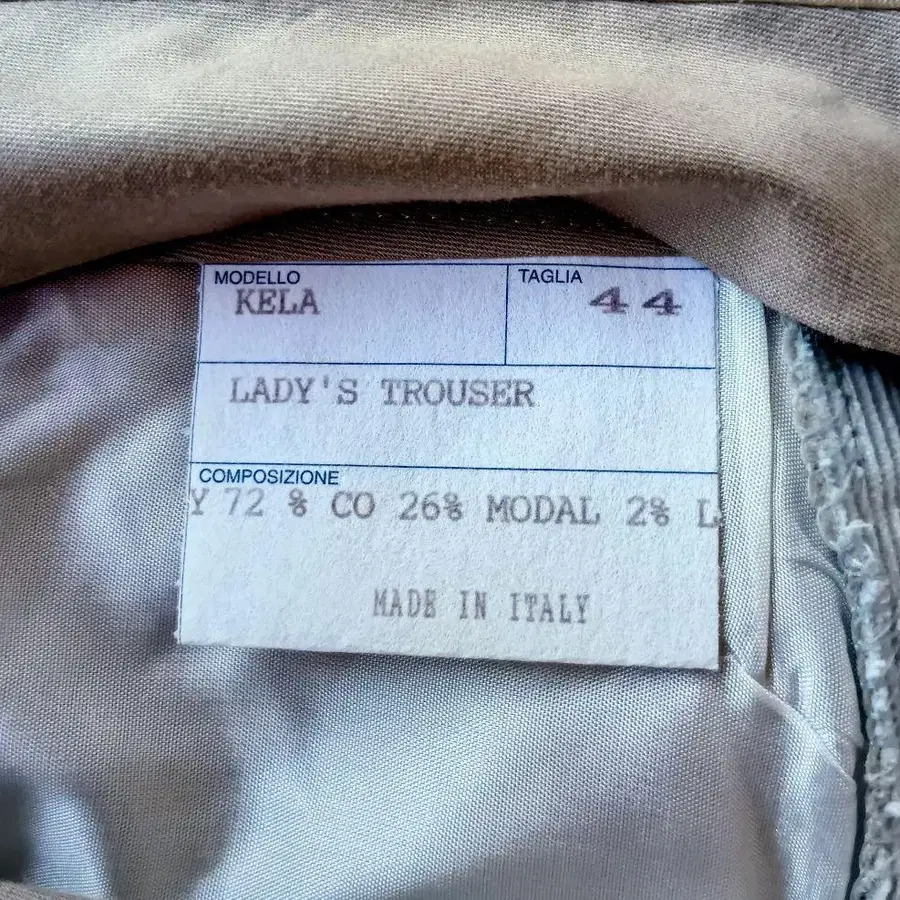 MODELLO
KELA
TAGLIA
44
LADY'S TROUSER
COMPOSIZIONE
Y 72 % CO 26% MODAL 2% L
MADE IN ITALY